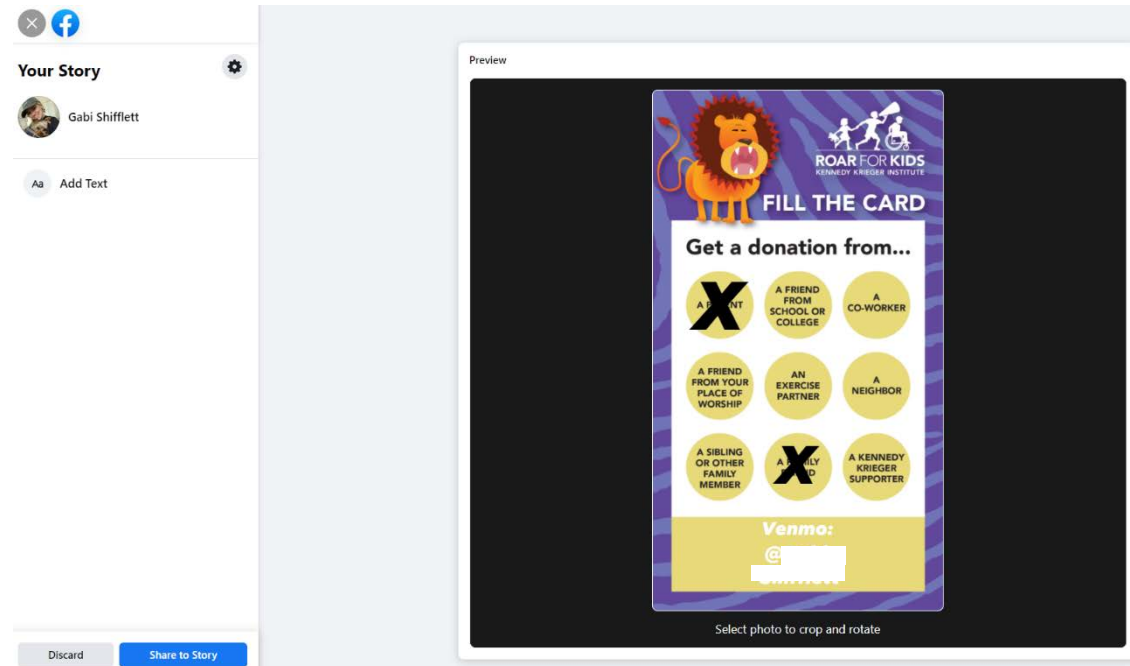 Your Story
Gabi Shifflett
Aa Add Text
Discard
Share to Story
Preview
ROAR FOR KIDS
KENNEDY KRIEGER INSTITUTE
FILL THE CARD
Get a donation from...
A
A FRIEND
FROM
SCHOOL OR
COLLEGE
A
CO-WORKER
A FRIEND
FROM YOUR
PLACE OF
WORSHIP
AN
EXERCISE
PARTNER
A
NEIGHBOR
A SIBLING
OR OTHER
FAMILY
MEMBER
A
A KENNEDY
KRIEGER
SUPPORTER
Venmo:
@
Select photo to crop and rotate